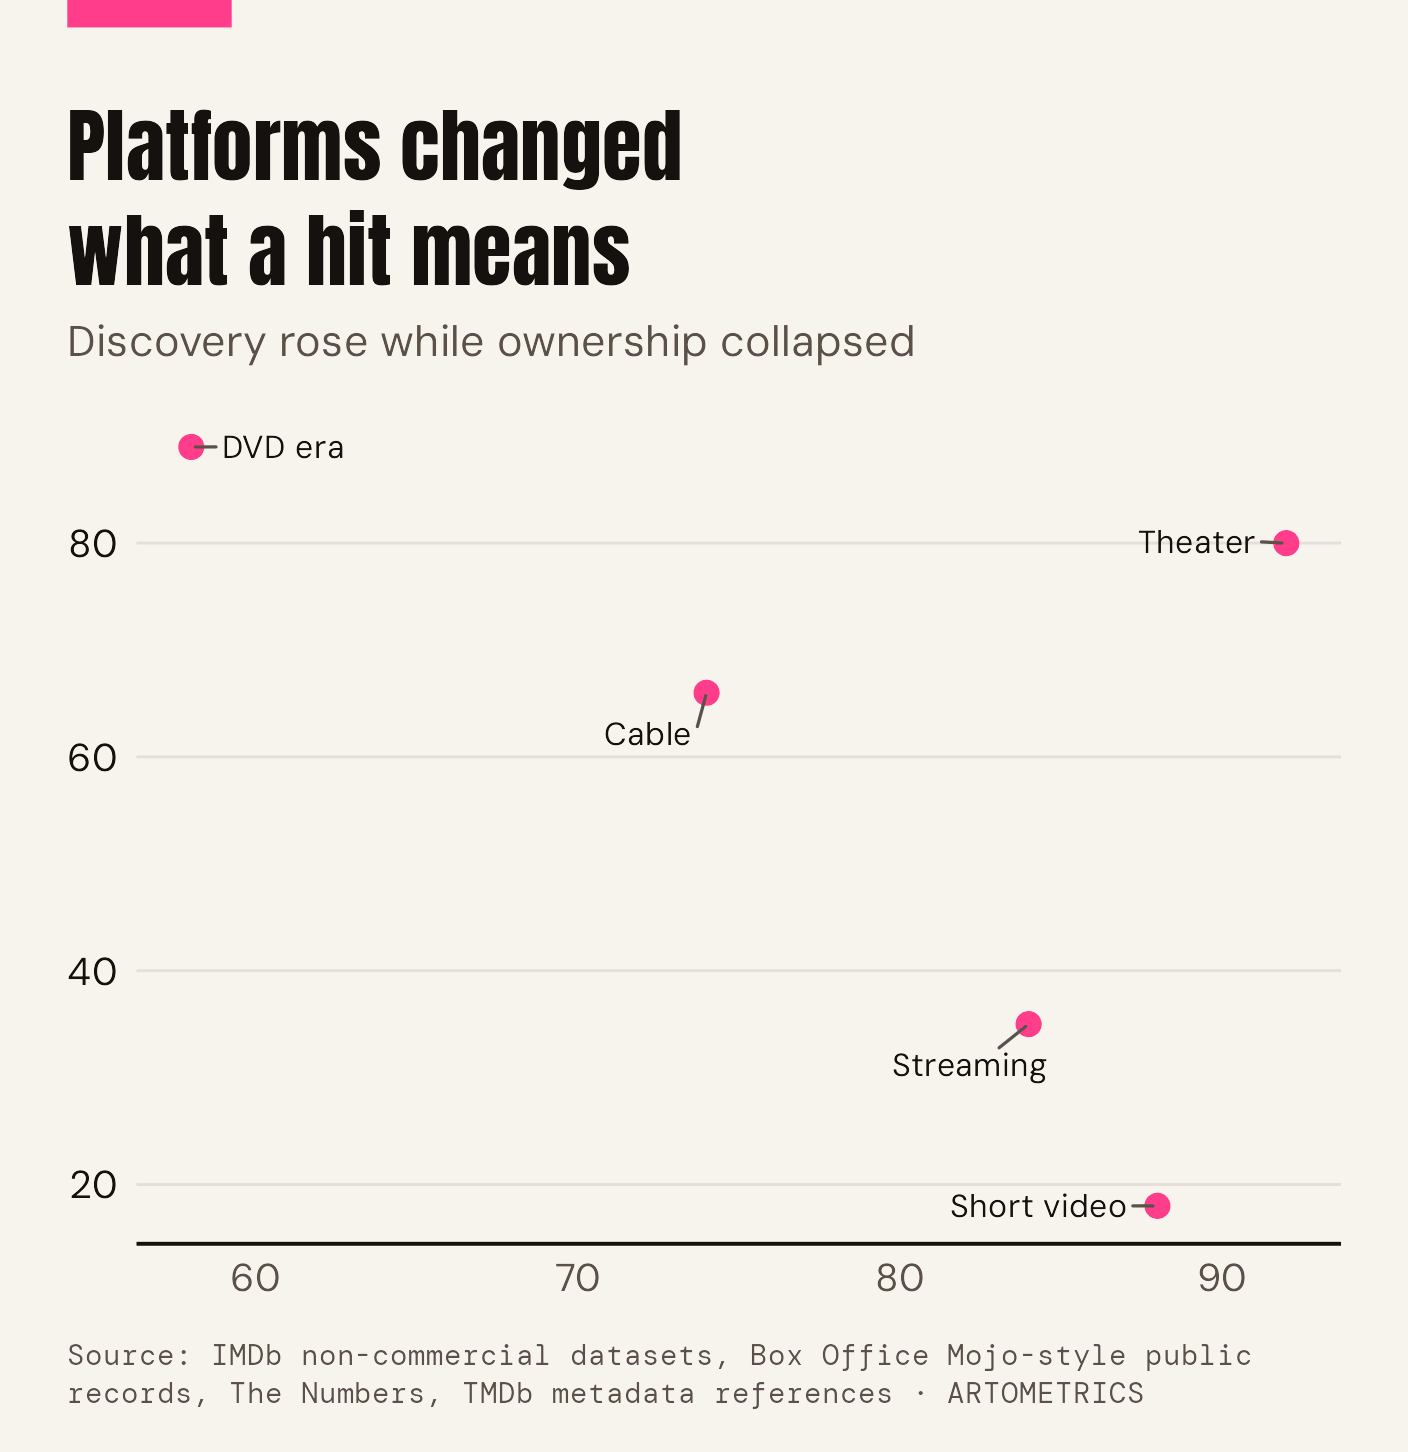 Platforms changed
what a hit means
Discovery rose while ownership collapsed
DVD era
80
Theater
Cable
60
40
Streaming
20
Short video
60 70 80 90
Source: IMDb non-commercial datasets, Box Office Mojo-style public
records, The Numbers, TMDb metadata references · ARTOMETRICS